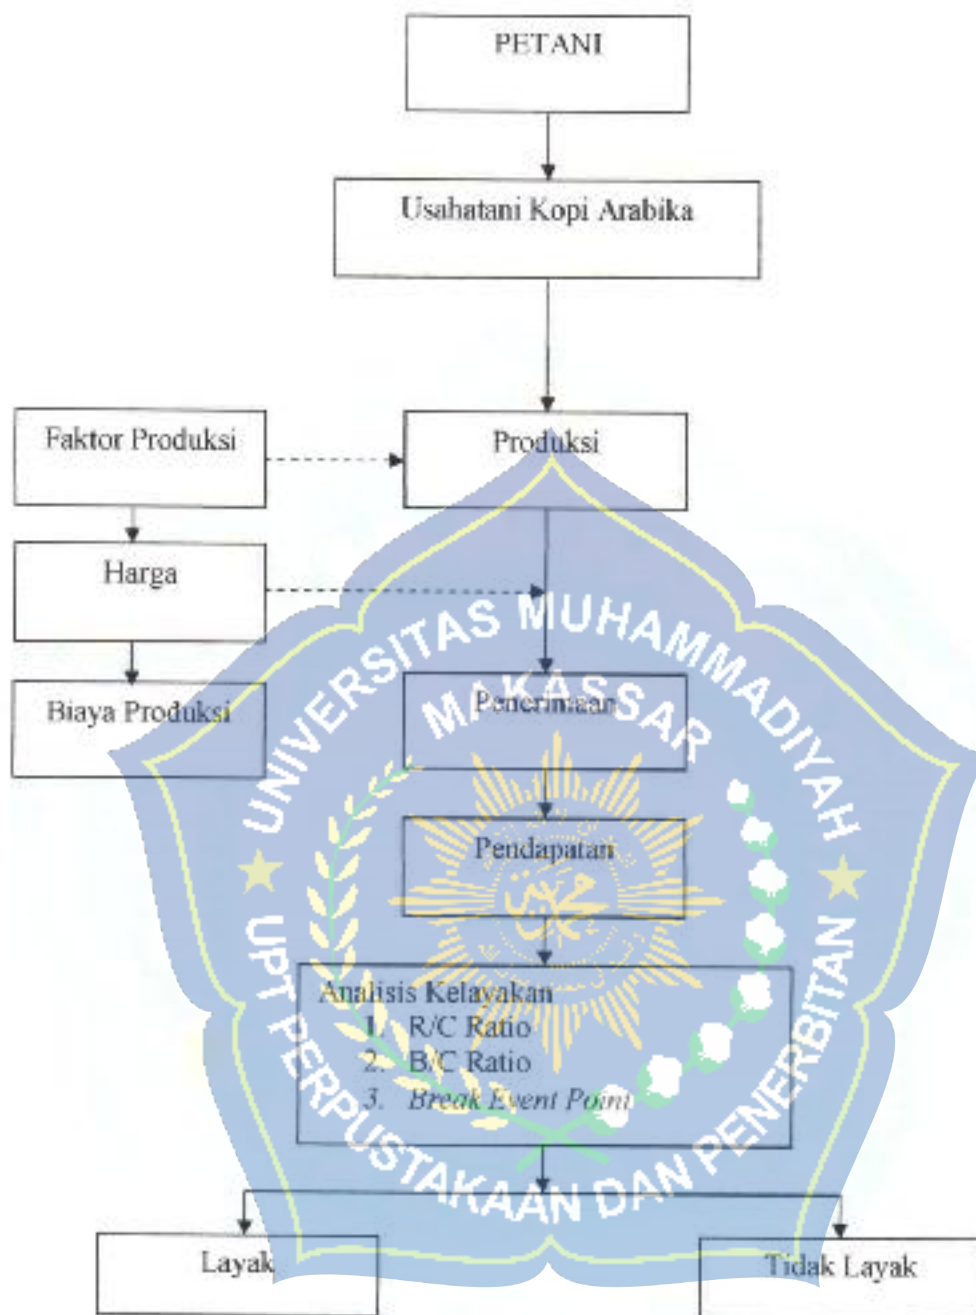 PETANI
Usahatani Kopi Arabika
Faktor Produksi
Produksi
Harga
Biaya Produksi
Penerimaan
Pendapatan
Analisis Kelayakan
1. R/C Ratio
2. B/C Ratio
3. Break Event Point
Layak
Tidak Layak
UNIVERSITAS MUHAMMADIYAH
MAKASSAR
UPT PERPUSTAKAAN DAN PENERBITAN